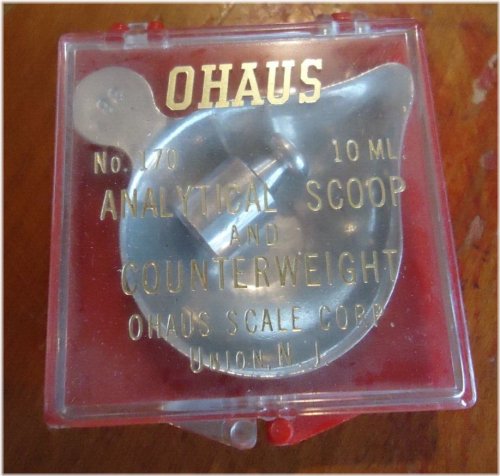 OHAUS
No. 170 10 ML.
ANALYTICAL SCOOP
AND
COUNTERWEIGHT
OHAUS SCALE CORP.
UNION, N. J.